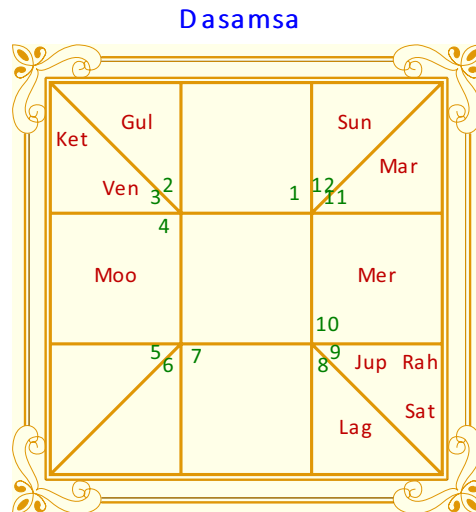 Dasamsa
Gul
Sun
Ket
Mar
Ven
2
3
1
12
11
4
Moo
Mer
10
5
6
7
9
8
Jup
Rah
Sat
Lag